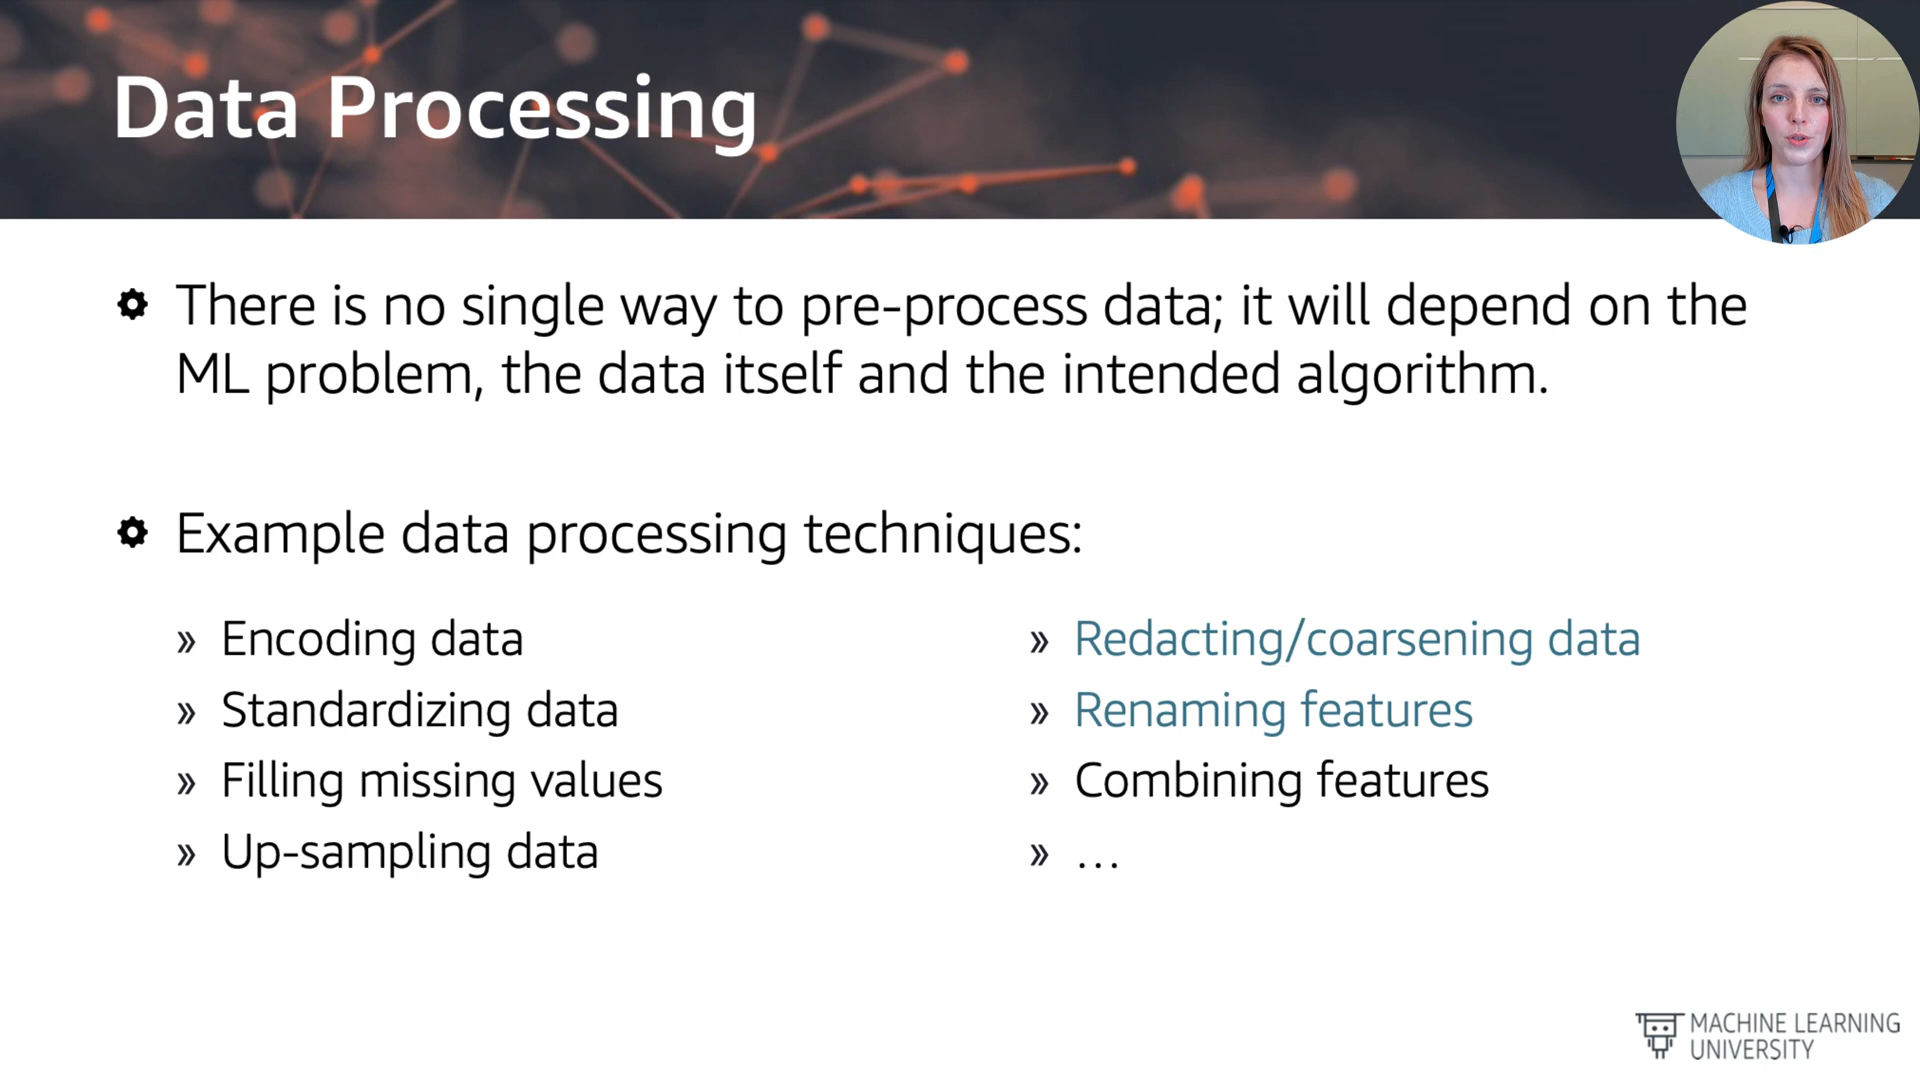 Data Processing
There is no single way to pre-process data; it will depend on the
ML problem, the data itself and the intended algorithm.
Example data processing techniques:
» Encoding data
» Standardizing data
» Filling missing values
» Up-sampling data
» Redacting/coarsening data
» Renaming features
» Combining features
» ...
MACHINE LEARNING
UNIVERSITY